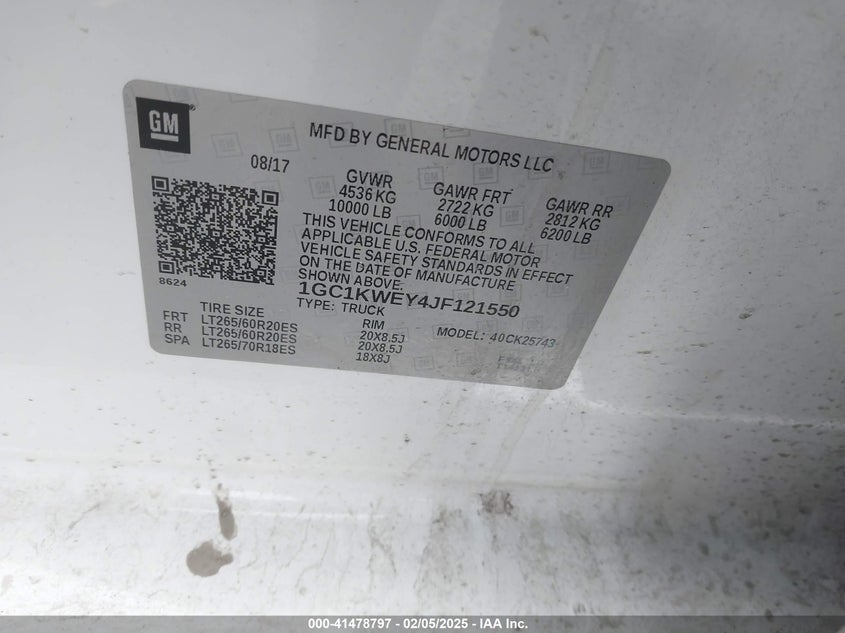 GM
MFD BY GENERAL MOTORS LLC
08/17
GVWR GAWR FRT GAWR RR
4536 KG 2722 KG 2812 KG
10000 LB 6000 LB 6200 LB
THIS VEHICLE CONFORMS TO ALL
APPLICABLE U.S. FEDERAL MOTOR
VEHICLE SAFETY STANDARDS IN EFFECT
ON THE DATE OF MANUFACTURE
SHOWN ABOVE.
8624
1GC1KWEY4JF121550
TYPE: TRUCK MODEL: 40CK25743
TIRE SIZE RIM
FRT LT265/60R20ES 20X8.5J
RR LT265/60R20ES 20X8.5J
SPA LT265/70R18ES 18X8J
000-41478797 - 02/05/2025 - IAA Inc.